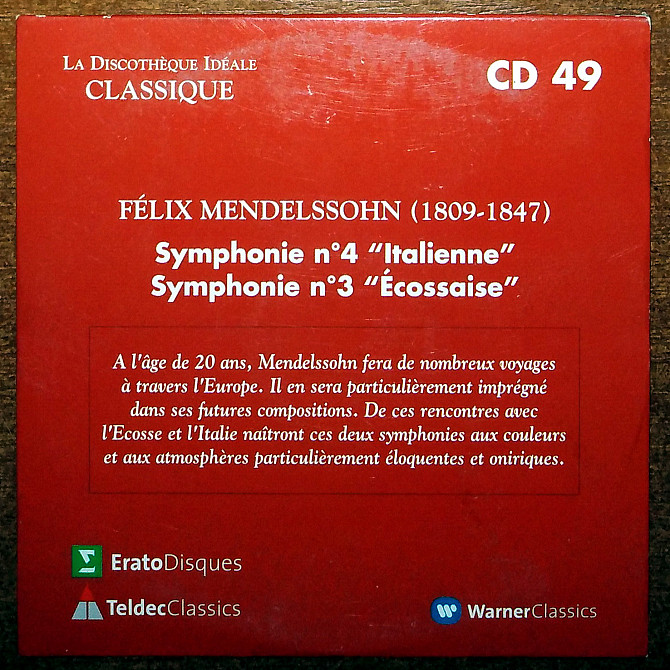 LA DISCOTHÈQUE IDÉALE
CLASSIQUE
CD 49
FÉLIX MENDELSSOHN (1809-1847)
Symphonie n°4 “Italienne”
Symphonie n°3 “Écossaise”
A l'âge de 20 ans, Mendelssohn fera de nombreux voyages
à travers l'Europe. Il en sera particulièrement imprégné
dans ses futures compositions. De ces rencontres avec
l'Ecosse et l'Italie naîtront ces deux symphonies aux couleurs
et aux atmosphères particulièrement éloquentes et oniriques.
EratoDisques
TeldecClassics
WarnerClassics